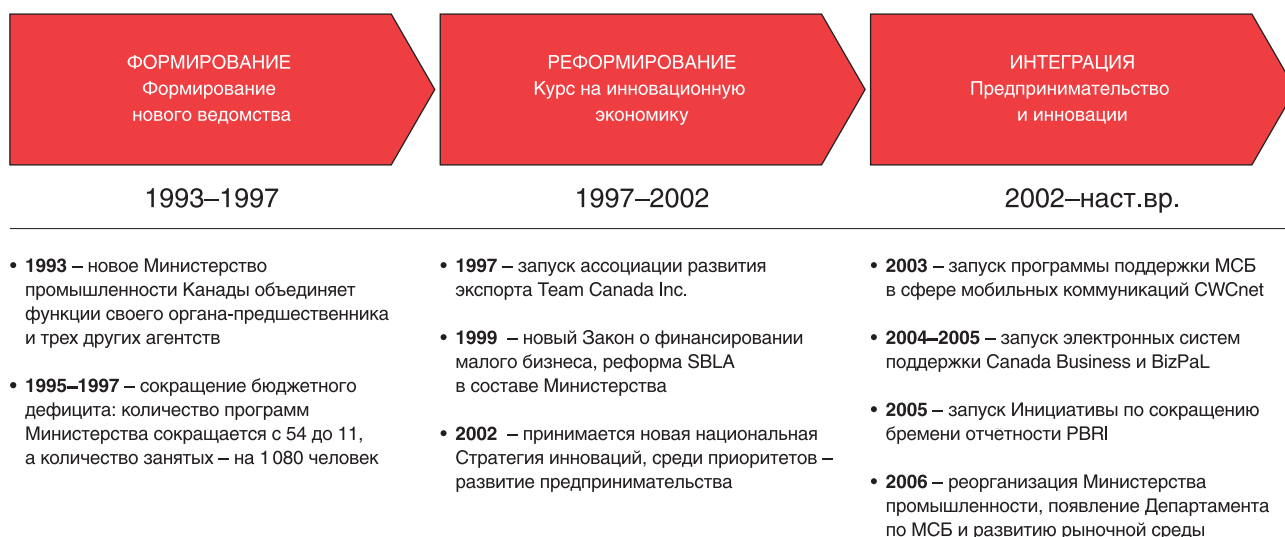 ФОРМИРОВАНИЕ
Формирование
нового ведомства
РЕФОРМИРОВАНИЕ
Курс на инновационную
экономику
ИНТЕГРАЦИЯ
Предпринимательство
и инновации
1993–1997
1997–2002
2002–наст.вр.
• 1993 – новое Министерство
промышленности Канады объединяет
функции своего органа-предшественника
и трех других агентств
• 1995–1997 – сокращение бюджетного
дефицита: количество программ
Министерства сокращается с 54 до 11,
а количество занятых – на 1 080 человек
• 1997 – запуск ассоциации развития
экспорта Team Canada Inc.
• 1999 – новый Закон о финансировании
малого бизнеса, реформа SBLA
в составе Министерства
• 2002 – принимается новая национальная
Стратегия инноваций, среди приоритетов –
развитие предпринимательства
• 2003 – запуск программы поддержки МСБ
в сфере мобильных коммуникаций CWCnet
• 2004–2005 – запуск электронных систем
поддержки Canada Business и BizPaL
• 2005 – запуск Инициативы по сокращению
бремени отчетности PBRI
• 2006 – реорганизация Министерства
промышленности, появление Департамента
по МСБ и развитию рыночной среды